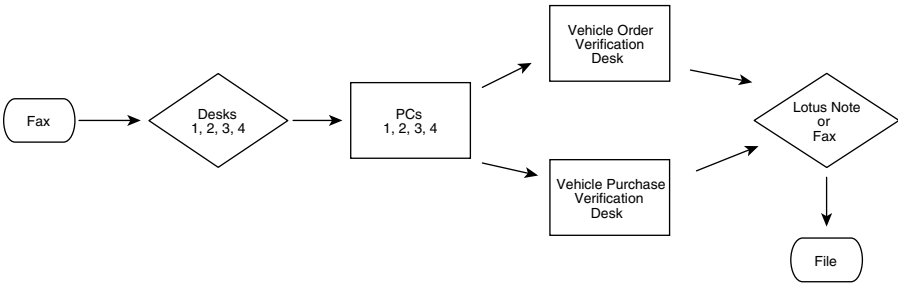 Fax
Desks
1, 2, 3, 4
PCs
1, 2, 3, 4
Vehicle Order
Verification
Desk
Vehicle Purchase
Verification
Desk
Lotus Note
or
Fax
File